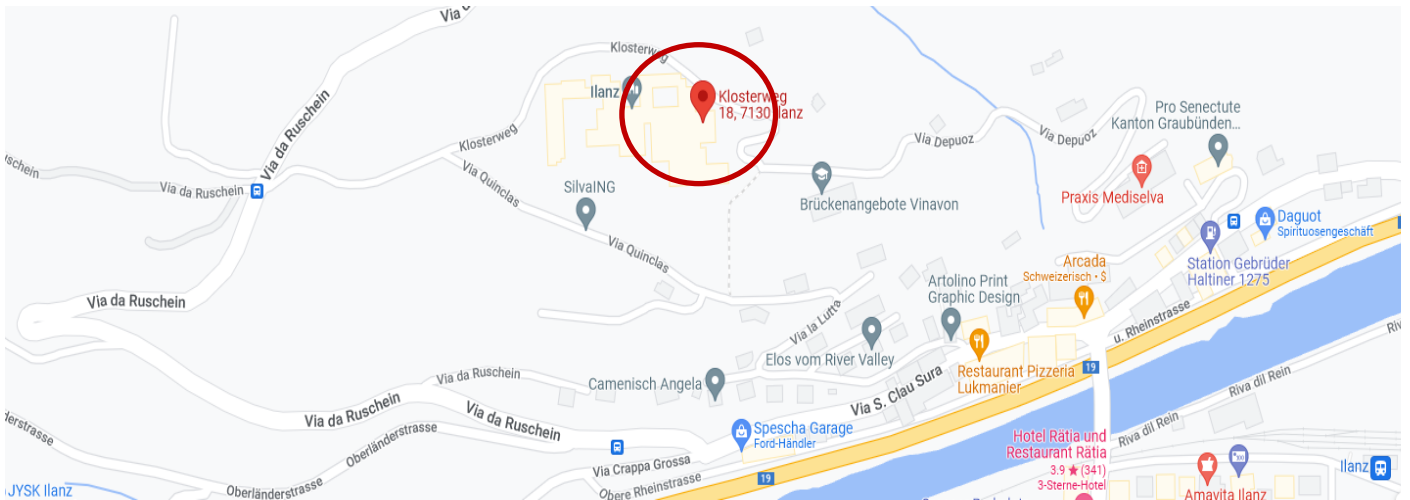 Via d
Klosterweg
Ilanz
Klosterweg
18, 7130 Ilanz
Via da Ruschein
Klosterweg
Ruschein
Via da Ruschein
Via Quinclas
SilvaING
Via Quinclas
Via Depuoz
Via Depuoz
Pro Senectute
Kanton Graubünden...
Brückenangebote Vinavon
Praxis Mediselva
Daguot
Spirituosengeschäft
Station Gebrüder
Haltiner 1275
Arcada
Schweizerisch • $
Artolino Print
Graphic Design
Via da Ruschein
Via la Lutta
u. Rheinstrasse
Elos vom River Valley
Restaurant Pizzeria
Lukmanier
19
Riva dil Rein
Via da Ruschein
Camenisch Angela
Via S. Clau Sura
Via da Ruschein
Via da Ruschein
Spescha Garage
Ford-Händler
Oberländerstrasse
Riva dil Rein
Hotel Rätia und
Restaurant Rätia
3.9 ★ (341)
3-Sterne-Hotel
Via Crappa Grossa
19
Obere Rheinstrasse
Oberländerstrasse
JYSK Ilanz
Amavita Ilanz
Ilanz